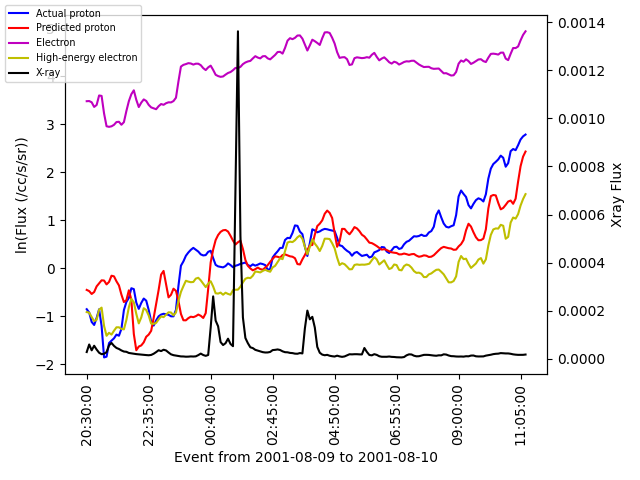 Actual proton
Predicted proton
Electron
High-energy electron
X-ray
3
2
1
0
−1
−2
ln(Flux (/cc/s/sr))
0.0014
0.0012
0.0010
0.0008
0.0006
0.0004
0.0002
0.0000
Xray Flux
20:30:00
22:35:00
00:40:00
02:45:00
04:50:00
06:55:00
09:00:00
11:05:00
Event from 2001-08-09 to 2001-08-10